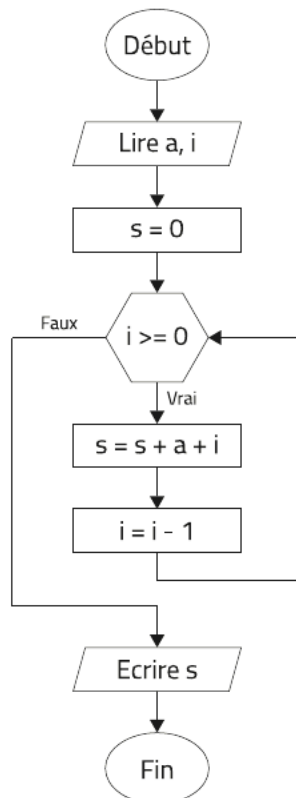 Début
Lire a, i
s = 0
Faux
i >= 0
Vrai
s = s + a + i
i = i - 1
Ecrire s
Fin